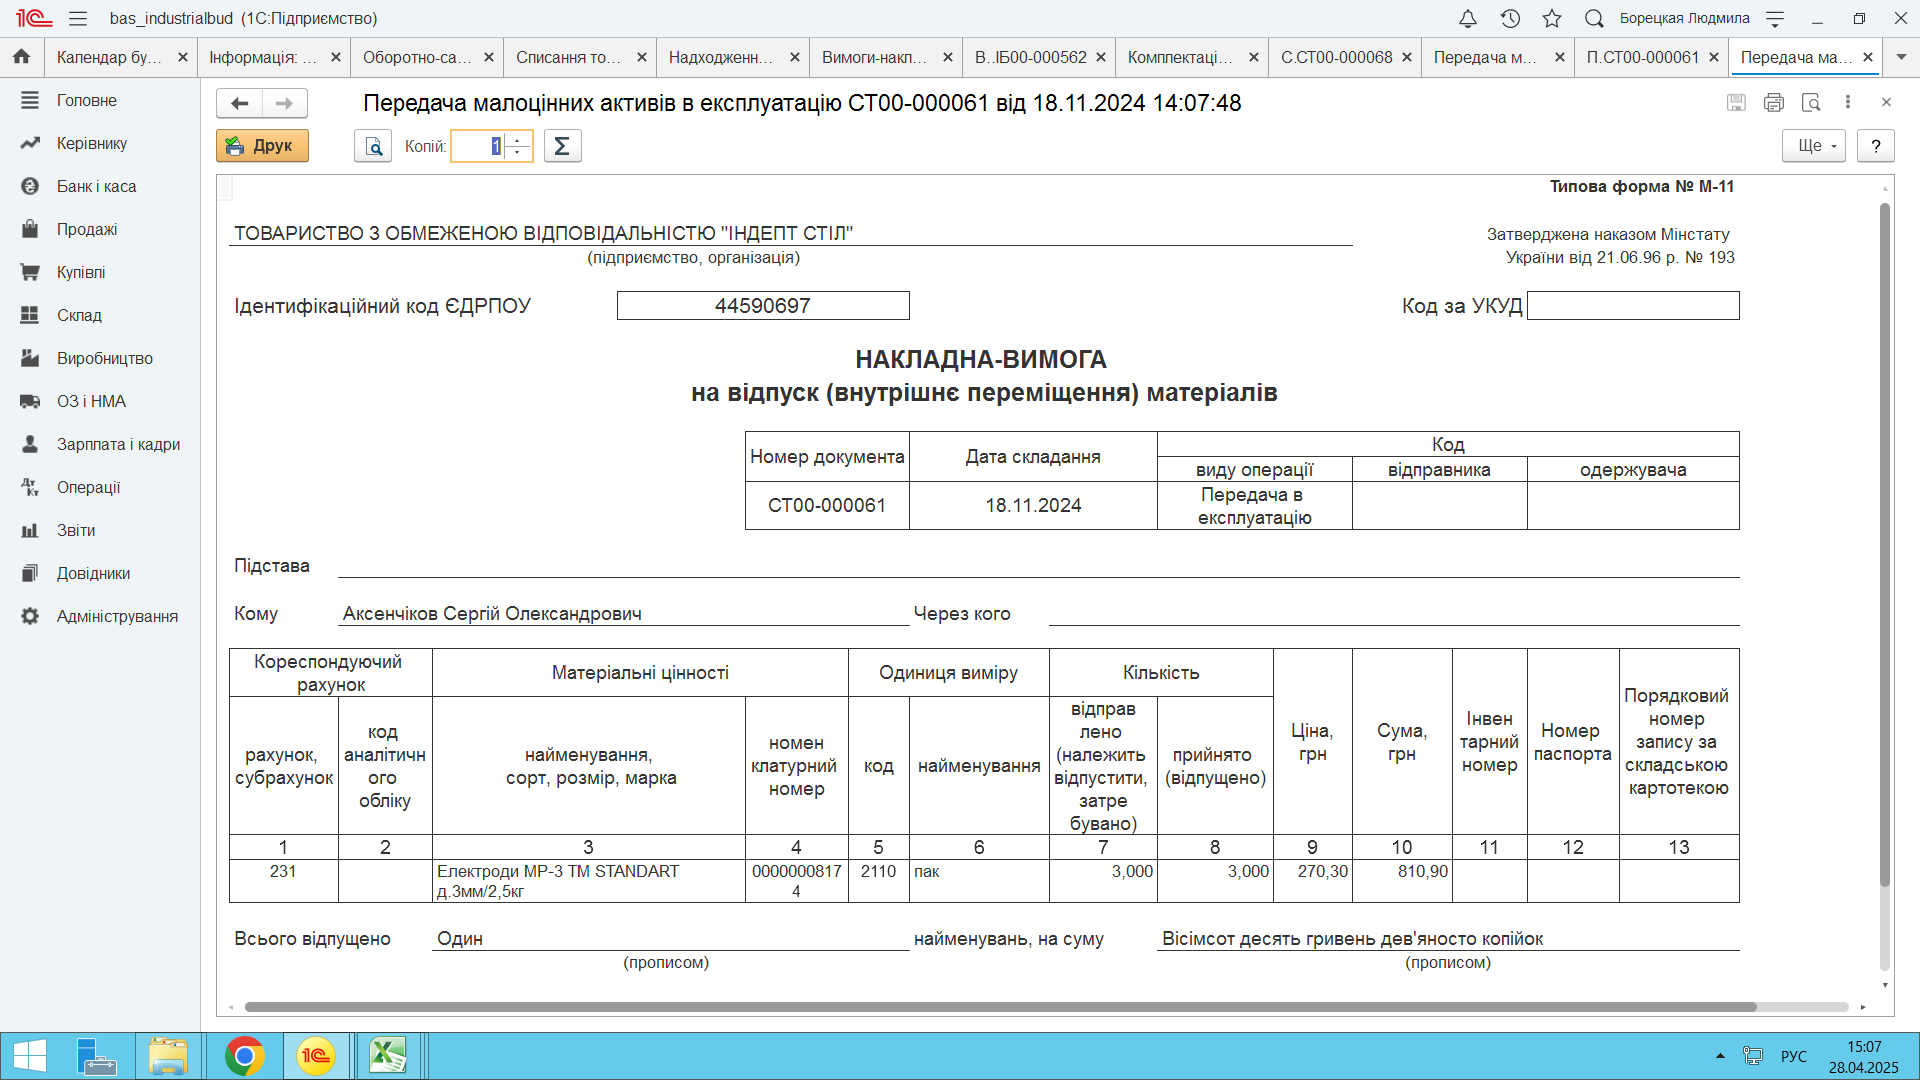 bas_industrialbud (1С:Підприємство)
Борецкая Людмила
Календар бу...
Інформація: ...
Оборотно-са...
Списання то...
Надходженн...
Вимоги-накл...
В..ІБ00-000562
Комплектаці...
С.СТ00-000068
Передача м...
П.СТ00-000061
Передача ма...
Головне
Керівнику
Банк і каса
Продажі
Купівлі
Склад
Виробництво
ОЗ і НМА
Зарплата і кадри
Операції
Звіти
Довідники
Адміністрування
Передача малоцінних активів в експлуатацію СТ00-000061 від 18.11.2024 14:07:48
Друк
Копій: 1
Σ
Ще
?
Типова форма № М-11
ТОВАРИСТВО З ОБМЕЖЕНОЮ ВІДПОВІДАЛЬНІСТЮ "ІНДЕПТ СТІЛ"
(підприємство, організація)
Затверджена наказом Мінстату
України від 21.06.96 р. № 193
Ідентифікаційний код ЄДРПОУ 44590697 Код за УКУД
НАКЛАДНА-ВИМОГА
на відпуск (внутрішнє переміщення) матеріалів
Номер документа Дата складання Код
виду операції відправника одержувача
СТ00-000061 18.11.2024 Передача в
експлуатацію
Підстава
Кому Аксенчіков Сергій Олександрович Через кого
Кореспондуючий
рахунок
Матеріальні цінності
Одиниця виміру
Кількість
рахунок,
субрахунок
код
аналітичн
ого
обліку
найменування,
сорт, розмір, марка
номен
клатурний
номер
код
найменування
відправ
лено
(належить
відпустити,
затре
бувано)
прийнято
(відпущено)
Ціна,
грн
Сума,
грн
Інвен
тарний
номер
Номер
паспорта
Порядковий
номер
запису за
складською
картотекою
1 2 3 4 5 6 7 8 9 10 11 12 13
231 Електроди МР-3 ТМ STANDART 0000000817 2110 пак 3,000 3,000 270,30 810,90
д.3мм/2,5кг 4
Всього відпущено Один найменувань, на суму Вісімсот десять гривень дев'яносто копійок
(прописом) (прописом)
РУС
15:07
28.04.2025